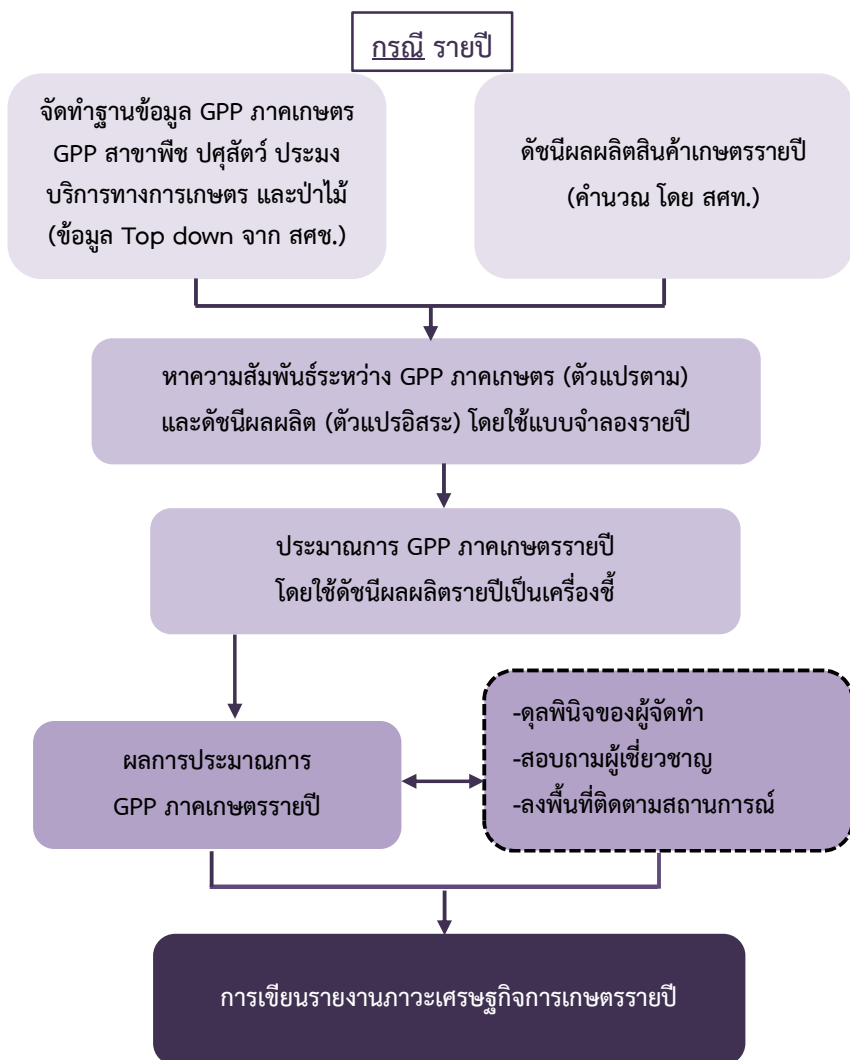 กรณี รายปี
จัดทำฐานข้อมูล GPP ภาคเกษตร
GPP สาขาพืช ปศุสัตว์ ประมง
บริการทางการเกษตร และป่าไม้
(ข้อมูล Top down จาก สศช.)
ดัชนีผลผลิตสินค้าเกษตรรายปี
(คำนวณ โดย สศท.)
หาความสัมพันธ์ระหว่าง GPP ภาคเกษตร (ตัวแปรตาม)
และดัชนีผลผลิต (ตัวแปรอิสระ) โดยใช้แบบจำลองรายปี
ประมาณการ GPP ภาคเกษตรรายปี
โดยใช้ดัชนีผลผลิตรายปีเป็นเครื่องชี้
ผลการประมาณการ
GPP ภาคเกษตรรายปี
-ดุลพินิจของผู้จัดทำ
-สอบถามผู้เชี่ยวชาญ
-ลงพื้นที่ติดตามสถานการณ์
การเขียนรายงานภาวะเศรษฐกิจการเกษตรรายปี